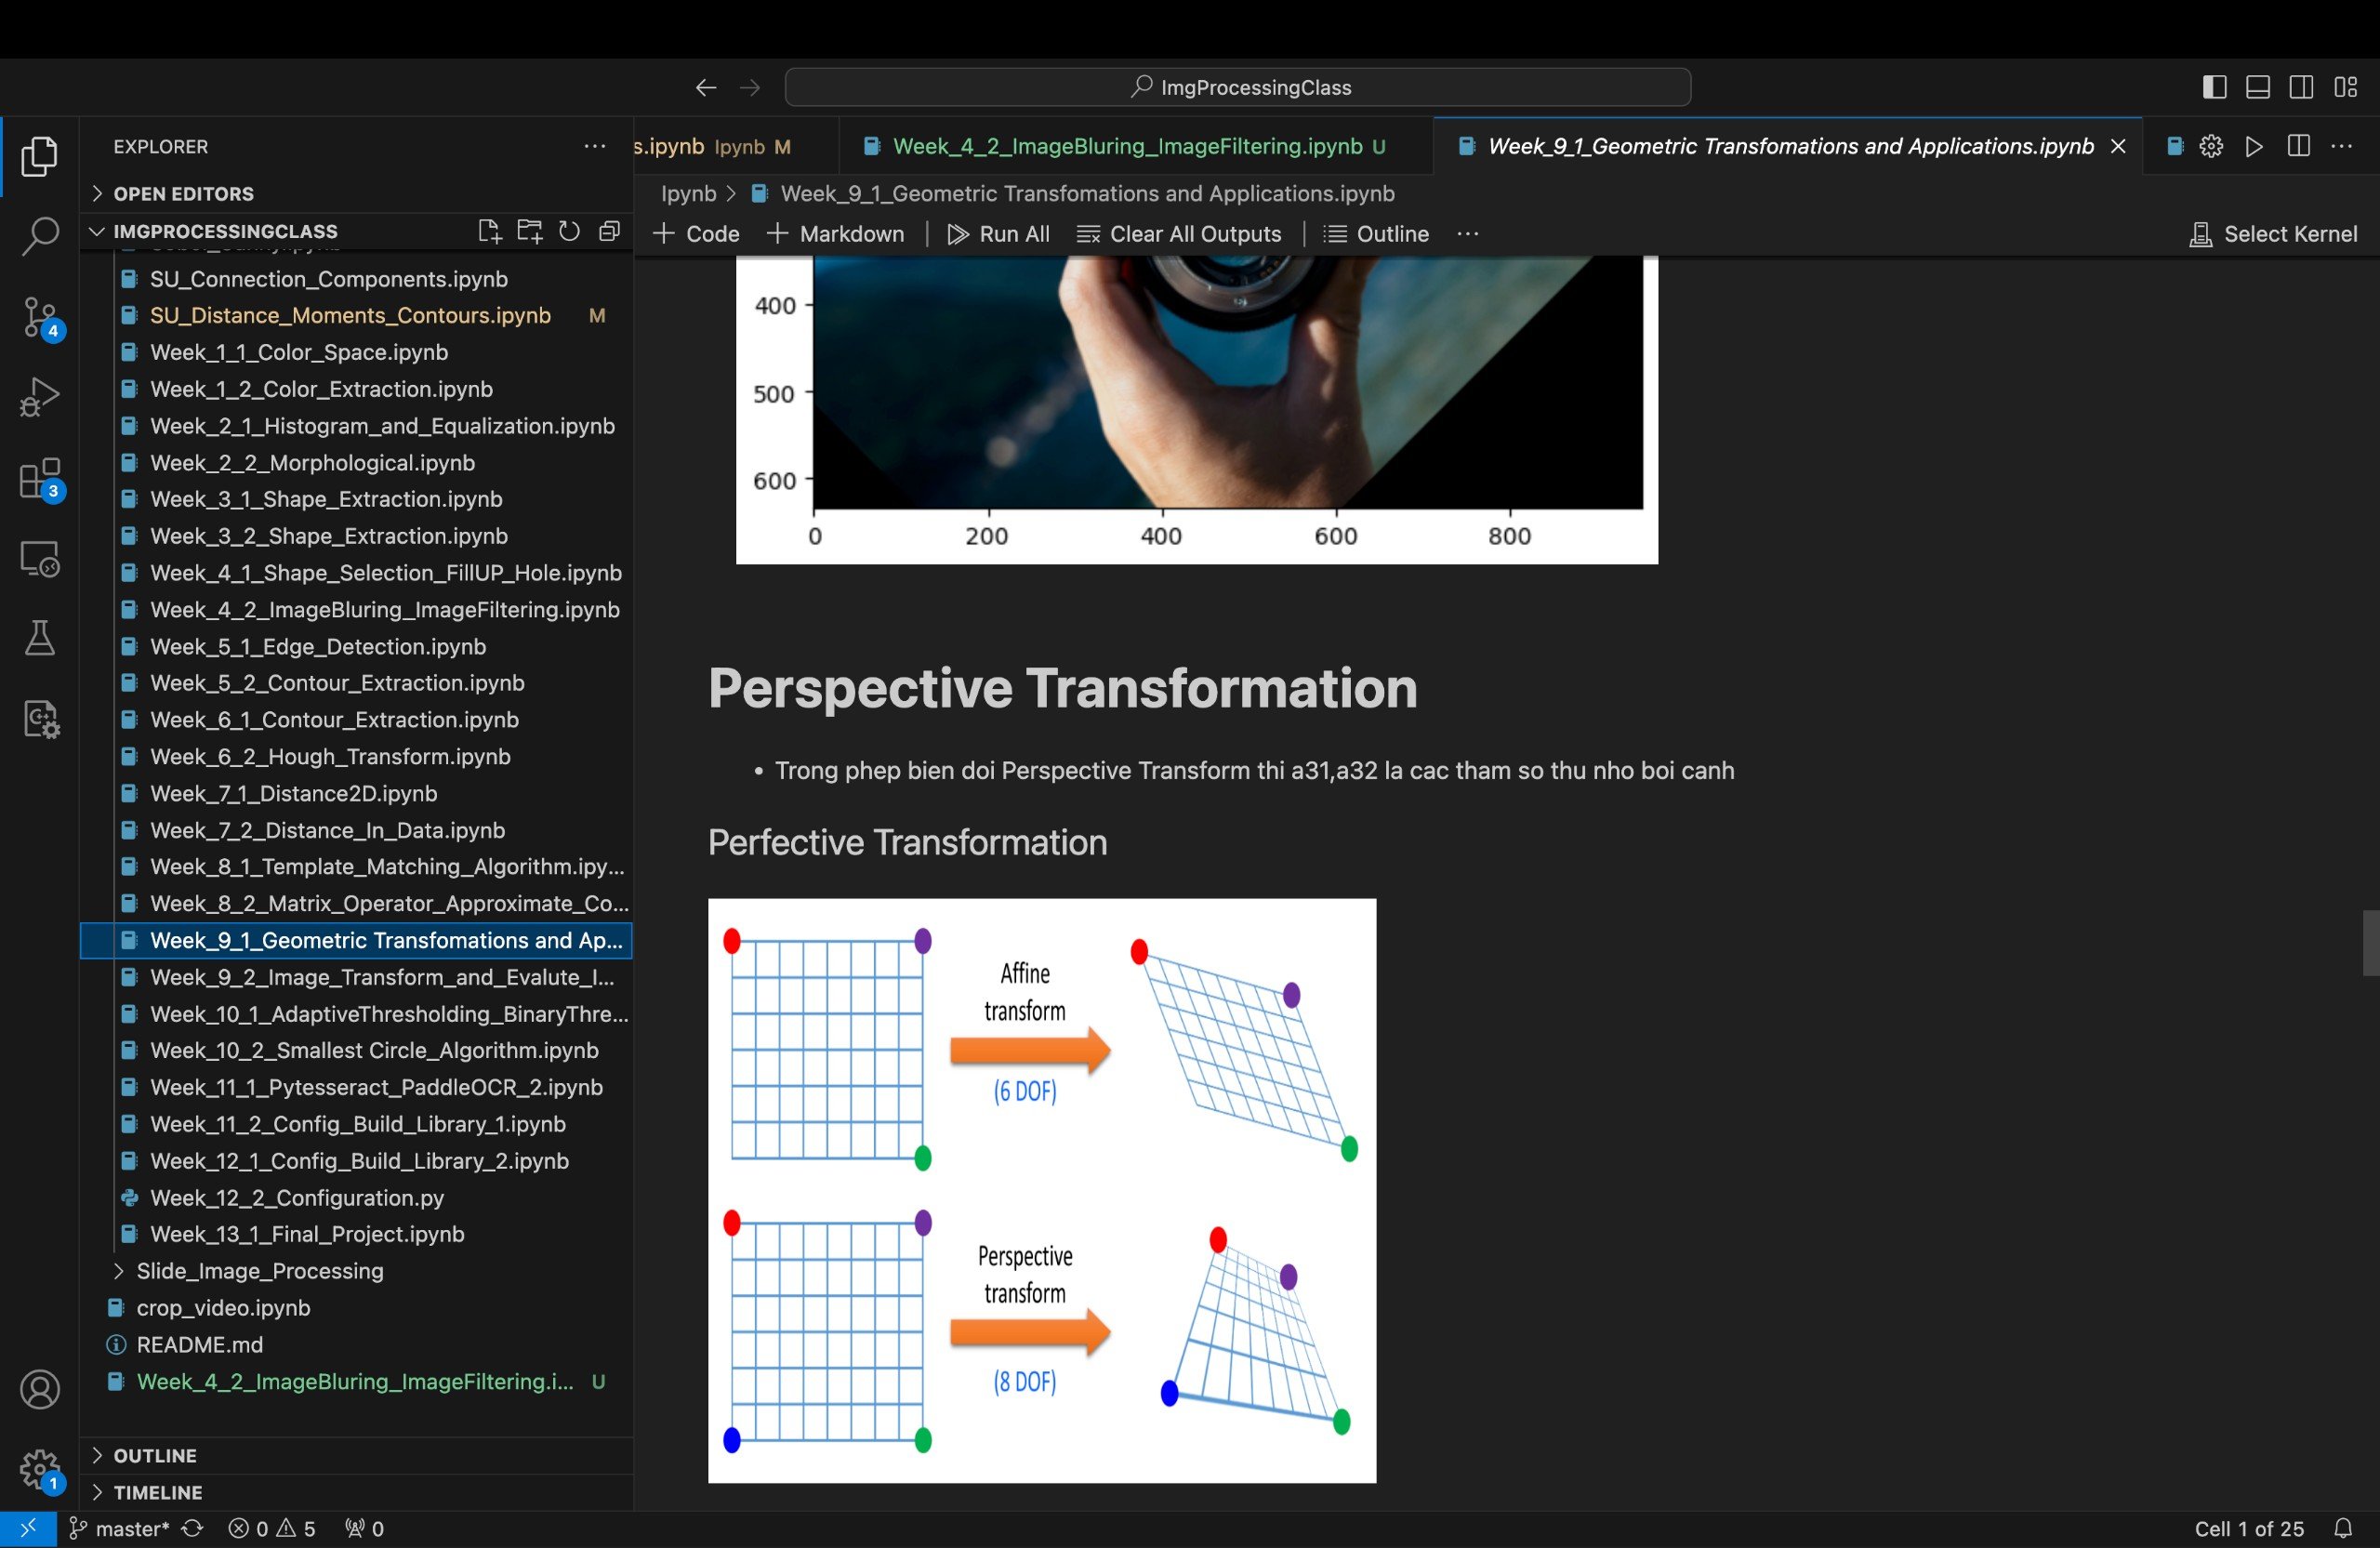 ImgProcessingClass
EXPLORER
OPEN EDITORS
IMGPROCESSINGCLASS
SU_Connection_Components.ipynb
SU_Distance_Moments_Contours.ipynb M
Week_1_1_Color_Space.ipynb
Week_1_2_Color_Extraction.ipynb
Week_2_1_Histogram_and_Equalization.ipynb
Week_2_2_Morphological.ipynb
Week_3_1_Shape_Extraction.ipynb
Week_3_2_Shape_Extraction.ipynb
Week_4_1_Shape_Selection_FillUP_Hole.ipynb
Week_4_2_ImageBluring_ImageFiltering.ipynb
Week_5_1_Edge_Detection.ipynb
Week_5_2_Contour_Extraction.ipynb
Week_6_1_Contour_Extraction.ipynb
Week_6_2_Hough_Transform.ipynb
Week_7_1_Distance2D.ipynb
Week_7_2_Distance_In_Data.ipynb
Week_8_1_Template_Matching_Algorithm.ipy...
Week_8_2_Matrix_Operator_Approximate_Co...
Week_9_1_Geometric Transfomations and Ap...
Week_9_2_Image_Transform_and_Evalute_I...
Week_10_1_AdaptiveThresholding_BinaryThre...
Week_10_2_Smallest Circle_Algorithm.ipynb
Week_11_1_Pytesseract_PaddleOCR_2.ipynb
Week_11_2_Config_Build_Library_1.ipynb
Week_12_1_Config_Build_Library_2.ipynb
Week_12_2_Configuration.py
Week_13_1_Final_Project.ipynb
Slide_Image_Processing
crop_video.ipynb
README.md
Week_4_2_ImageBluring_ImageFiltering.i... U
OUTLINE
TIMELINE
4
3
1
s.ipynb Ipynb M
Week_4_2_ImageBluring_ImageFiltering.ipynb U
Week_9_1_Geometric Transfomations and Applications.ipynb
Ipynb > Week_9_1_Geometric Transfomations and Applications.ipynb
+ Code + Markdown | Run All Clear All Outputs | Outline ...
Select Kernel
400
500
600
0 200 400 600 800
Perspective Transformation
• Trong phep bien doi Perspective Transform thi a31,a32 la cac tham so thu nho boi canh
Perfective Transformation
Affine
transform
(6 DOF)
Perspective
transform
(8 DOF)
master* 0 5 0
Cell 1 of 25